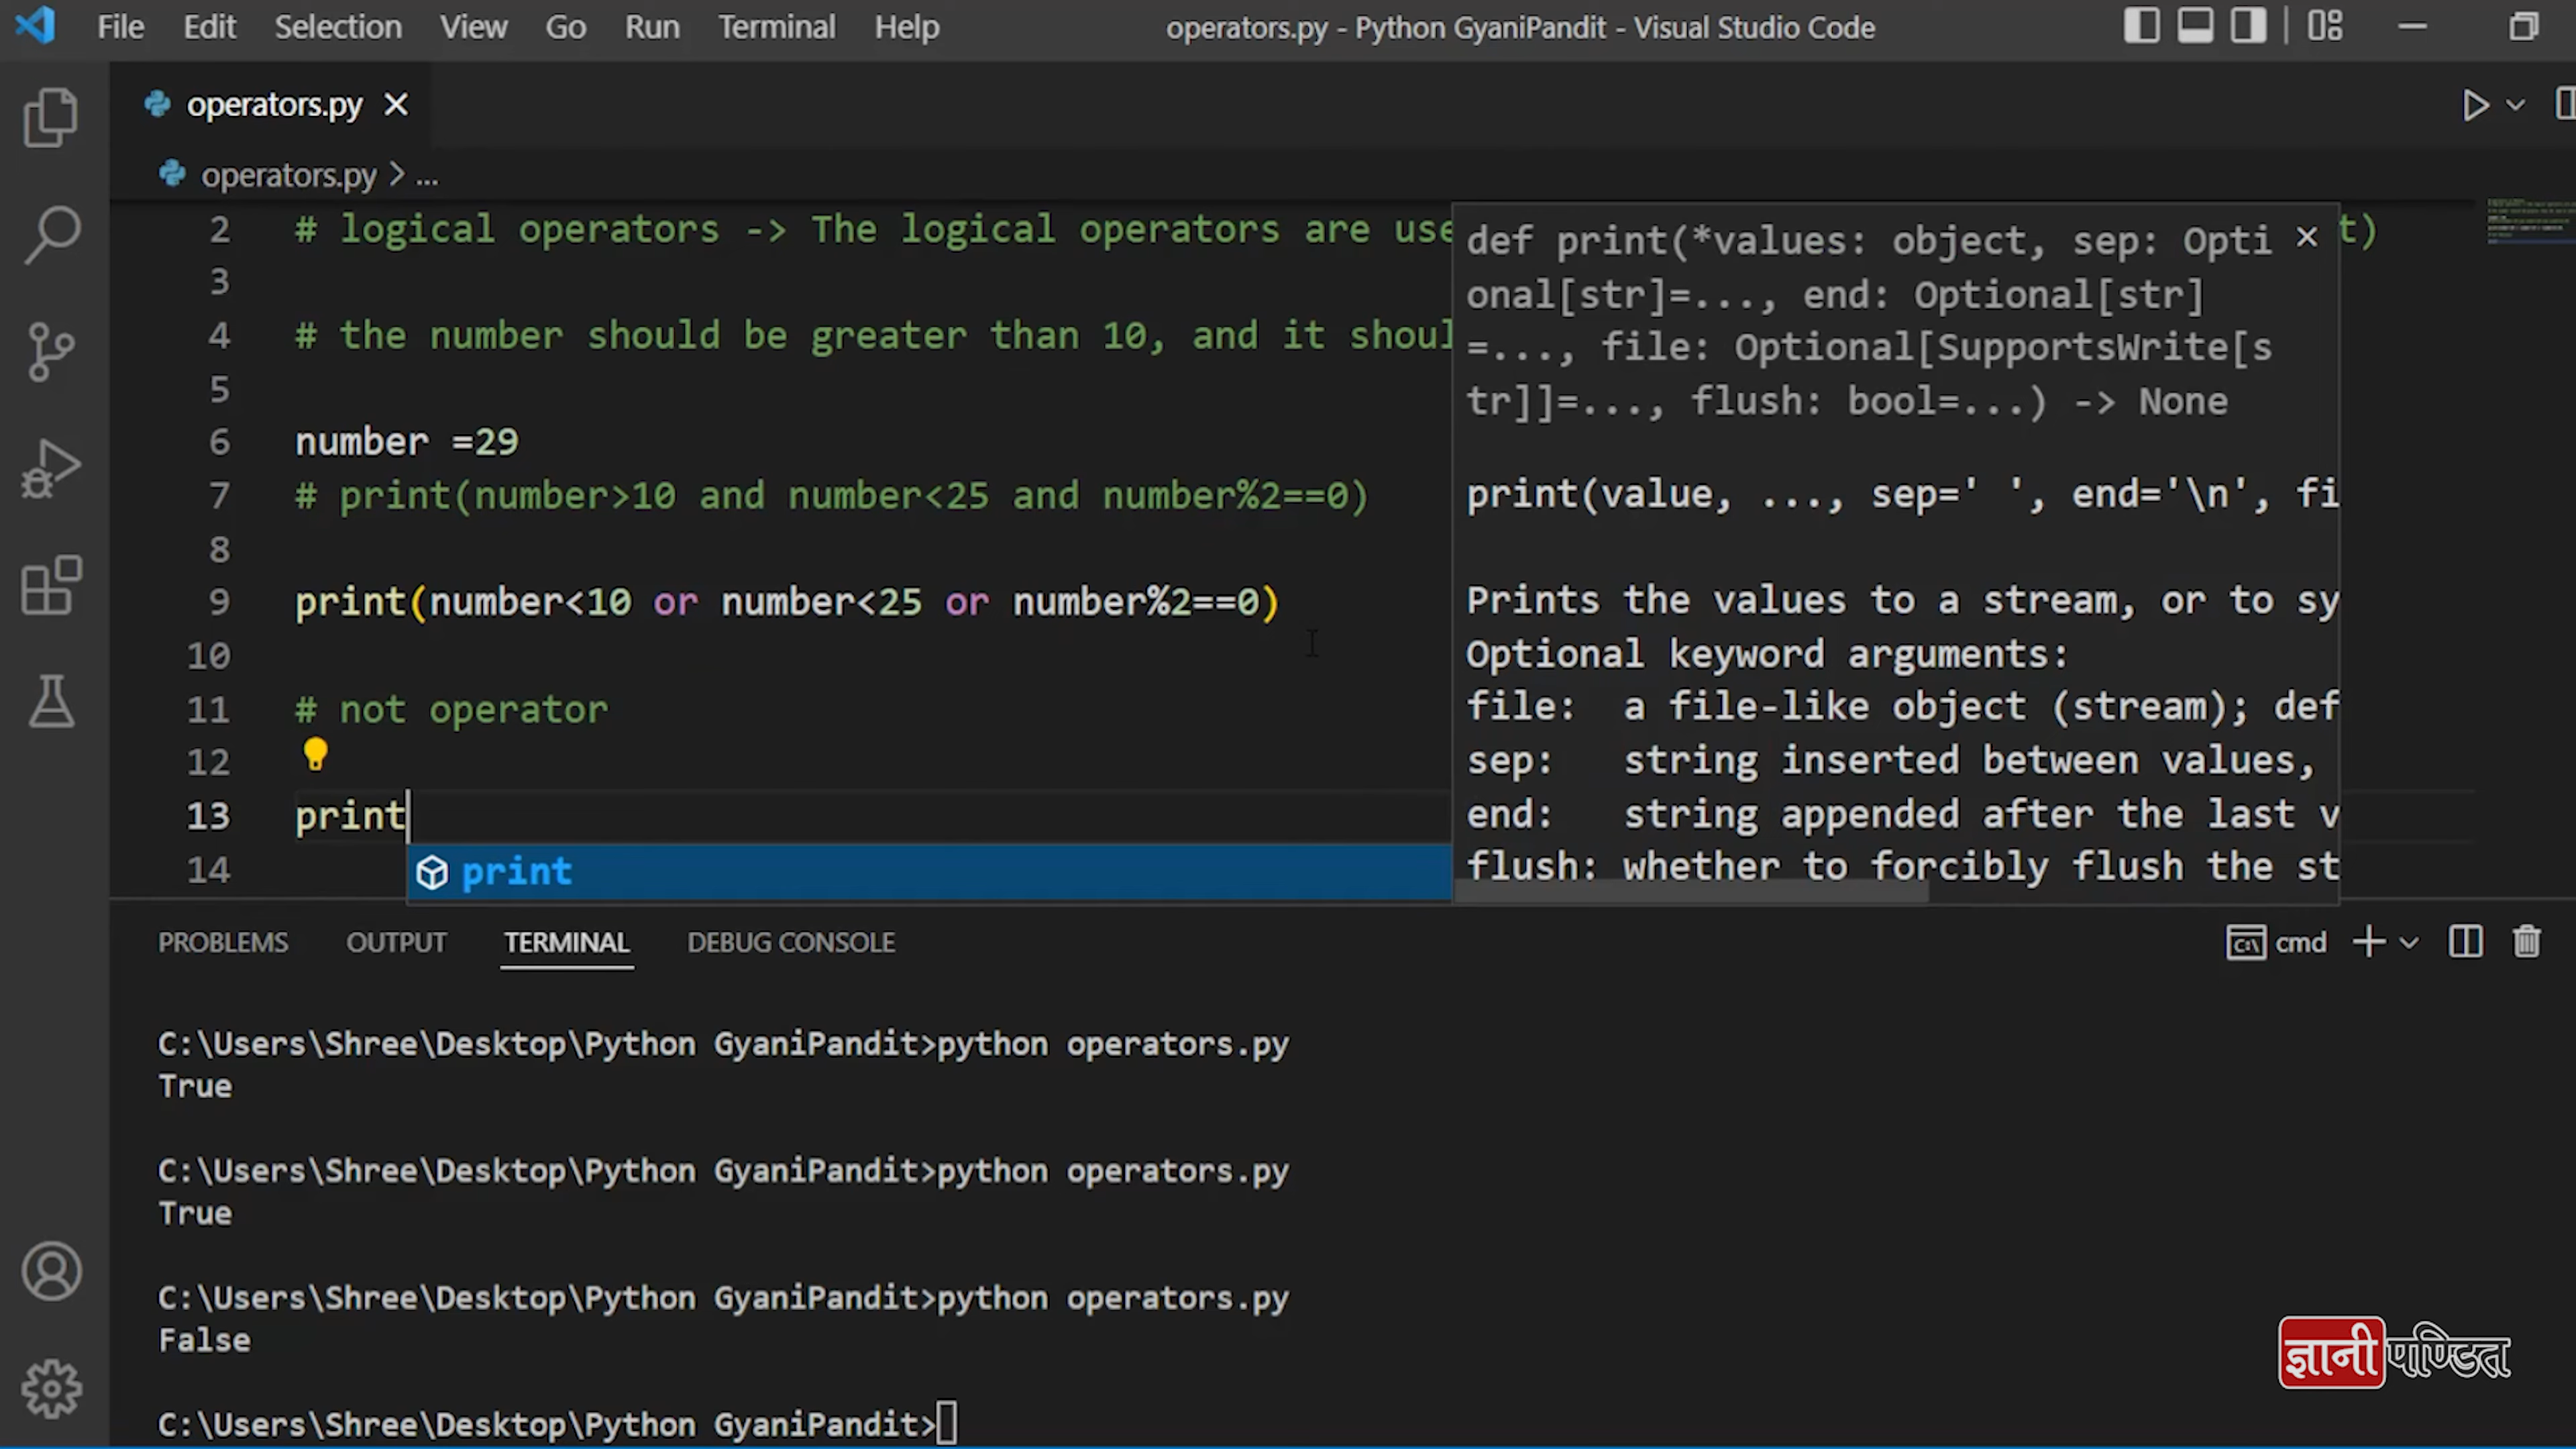 File Edit Selection View Go Run Terminal Help operators.py - Python GyaniPandit - Visual Studio Code
operators.py
operators.py > ...
2 # logical operators -> The logical operators are use t)
3
4 # the number should be greater than 10, and it shoul
5
6 number =29
7 # print(number>10 and number<25 and number%2==0)
8
9 print(number<10 or number<25 or number%2==0)
10
11 # not operator
12
13 print
14
print
def print(*values: object, sep: Opti
onal[str]=..., end: Optional[str]
=..., file: Optional[SupportsWrite[s
tr]]=..., flush: bool=...) -> None
print(value, ..., sep=' ', end='\n', fi
Prints the values to a stream, or to sy
Optional keyword arguments:
file: a file-like object (stream); def
sep: string inserted between values,
end: string appended after the last v
flush: whether to forcibly flush the st
PROBLEMS OUTPUT TERMINAL DEBUG CONSOLE cmd
C:\Users\Shree\Desktop\Python GyaniPandit>python operators.py
True
C:\Users\Shree\Desktop\Python GyaniPandit>python operators.py
True
C:\Users\Shree\Desktop\Python GyaniPandit>python operators.py
False
C:\Users\Shree\Desktop\Python GyaniPandit>
ज्ञानी पण्डित